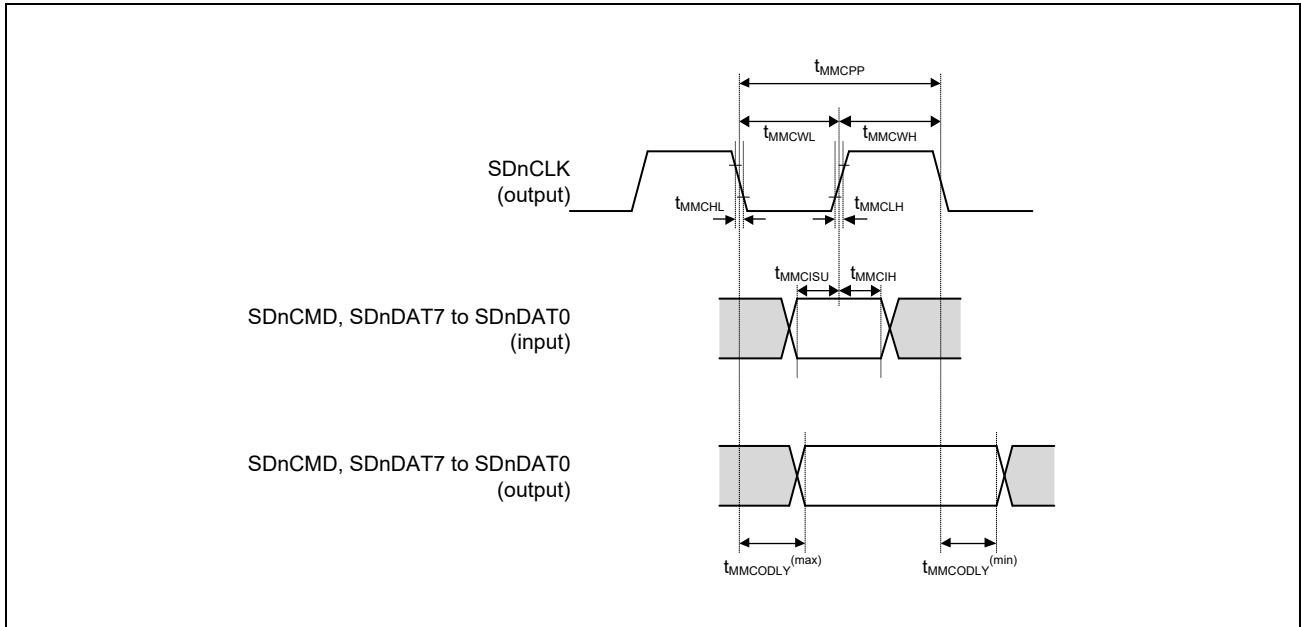 tMMCPP
tMMCWL tMMCWH
SDnCLK
(output)
tMMCHL tMMCLH
tMMCISU tMMCIH
SDnCMD, SDnDAT7 to SDnDAT0
(input)
SDnCMD, SDnDAT7 to SDnDAT0
(output)
tMMCODLY(max) tMMCODLY(min)